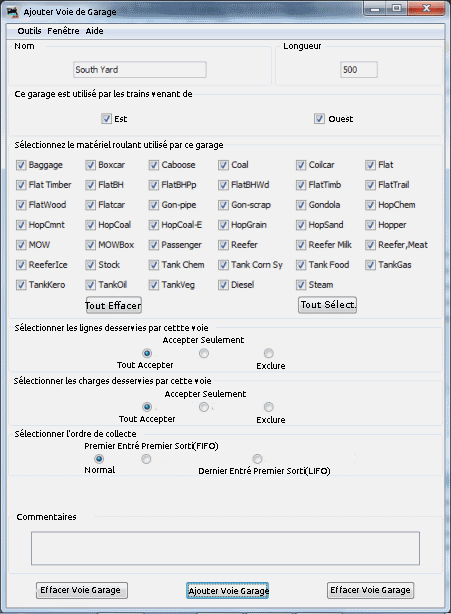 Ajouter Voie de Garage
Outils Fenêtre Aide
Nom Longueur
South Yard 500
Ce garage est utilisé par les trains venant de
Est Ouest
Sélectionnez le matériel roulant utilisé par ce garage
Baggage Boxcar Caboose Coal Coilcar Flat
Flat Timber FlatBH FlatBHPp FlatBHWd FlatTimb FlatTrail
FlatWood Flatcar Gon-pipe Gon-scrap Gondola HopChem
HopCmnt HopCoal HopCoal-E HopGrain HopSand Hopper
MOW MOWBox Passenger Reefer Reefer Milk Reefer,Meat
ReeferIce Stock Tank Chem Tank Corn Sy Tank Food TankGas
TankKero TankOil TankVeg Diesel Steam
Tout Effacer Tout Sélect.
Sélectionner les lignes desservies par cettte voie
Accepter Seulement
Tout Accepter Exclure
Sélectionner les charges desservies par cette voie
Accepter Seulement
Tout Accepter Exclure
Sélectionner l'ordre de collecte
Premier Entré Premier Sorti(FIFO)
Normal Dernier Entré Premier Sorti(LIFO)
Commentaires
Effacer Voie Garage Ajouter Voie Garage Effacer Voie Garage